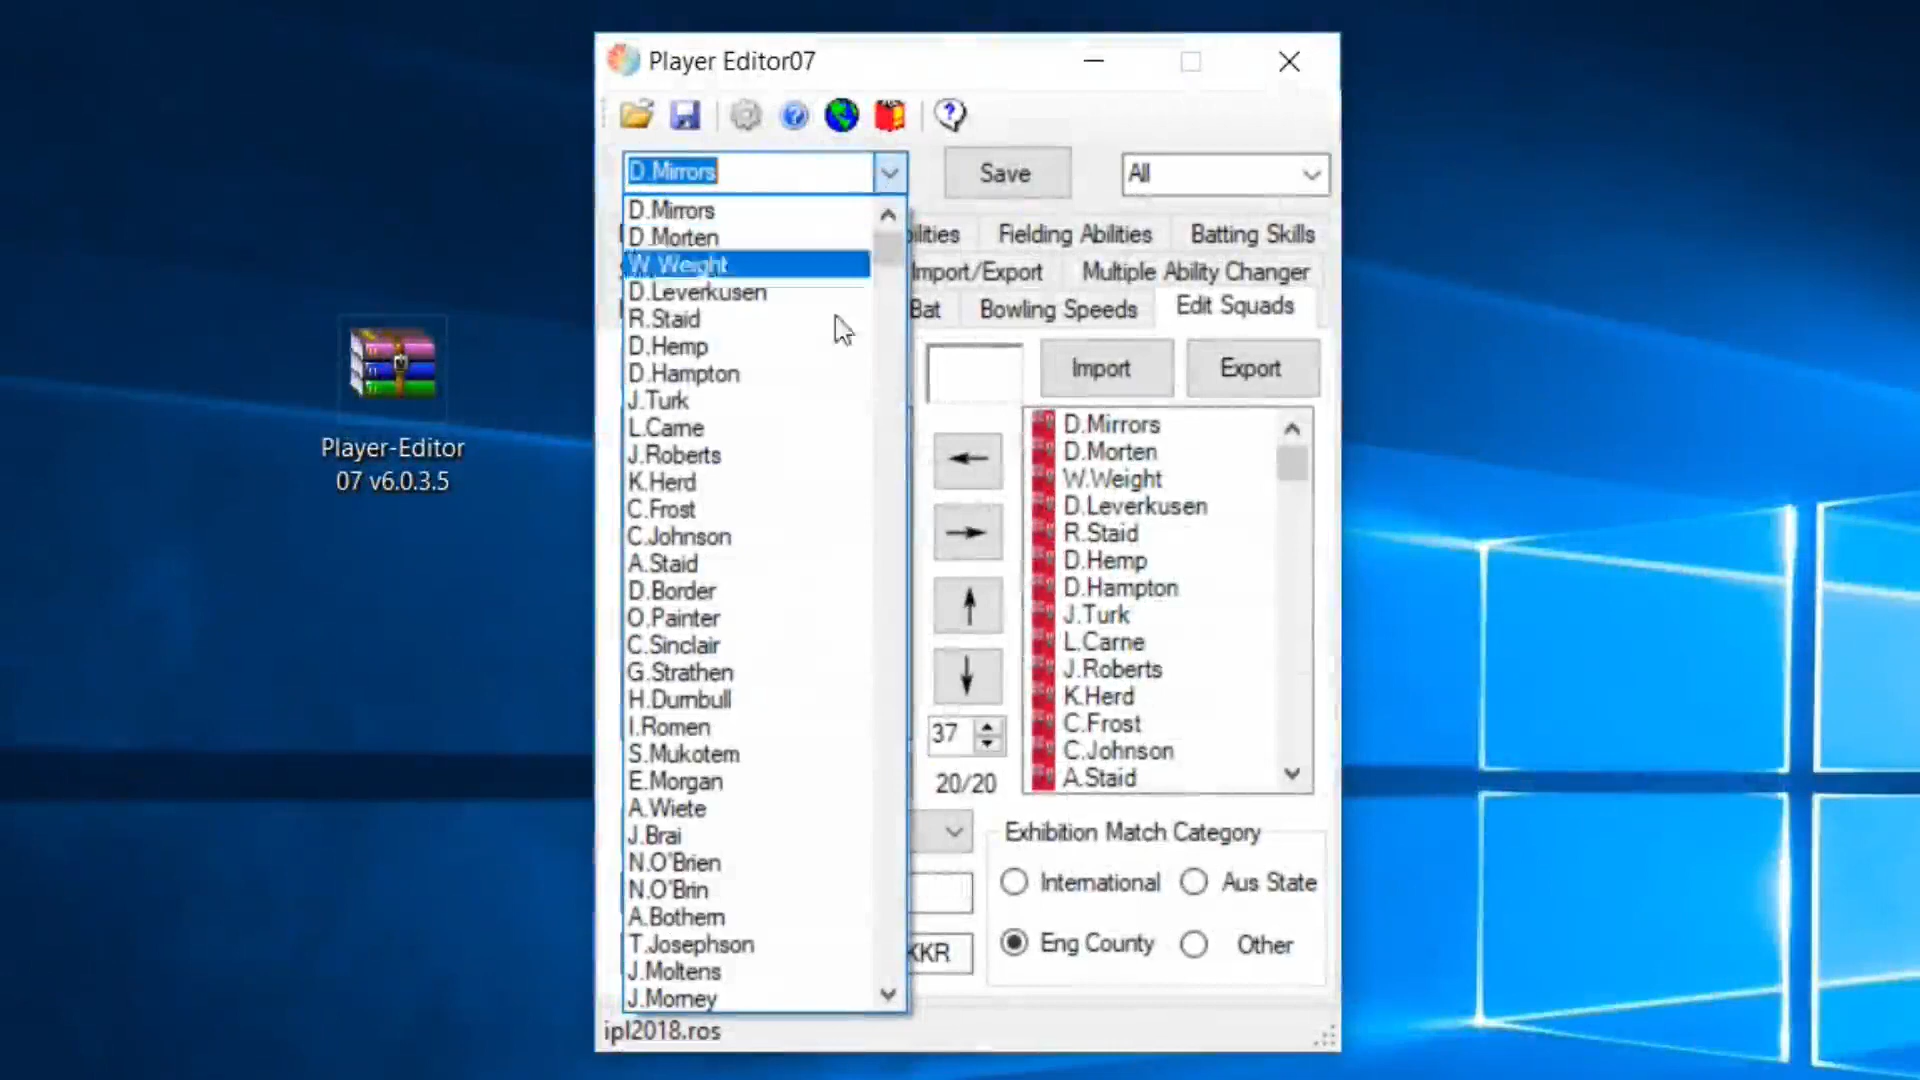 Player Editor07
D.Mirrors
Save
All
bilities
Fielding Abilities
Batting Skills
Import/Export
Multiple Ability Changer
Bat
Bowling Speeds
Edit Squads
D.Mirrors
D.Morten
W.Weight
D.Leverkusen
R.Staid
D.Hemp
D.Hampton
J.Turk
L.Carne
J.Roberts
K.Herd
C.Frost
C.Johnson
A.Staid
D.Border
O.Painter
C.Sinclair
G.Strathen
H.Dumbull
I.Romen
S.Mukotem
E.Morgan
A.Wiete
J.Brai
N.O'Brien
N.O'Brin
A.Bothem
T.Josephson
J.Moltens
J.Morney
Import
Export
D.Mirrors
D.Morten
W.Weight
D.Leverkusen
R.Staid
D.Hemp
D.Hampton
J.Turk
L.Carne
J.Roberts
K.Herd
C.Frost
C.Johnson
A.Staid
37
20/20
Exhibition Match Category
International
Aus State
Eng County
Other
KKR
ipl2018.ros
Player-Editor
07 v6.0.3.5